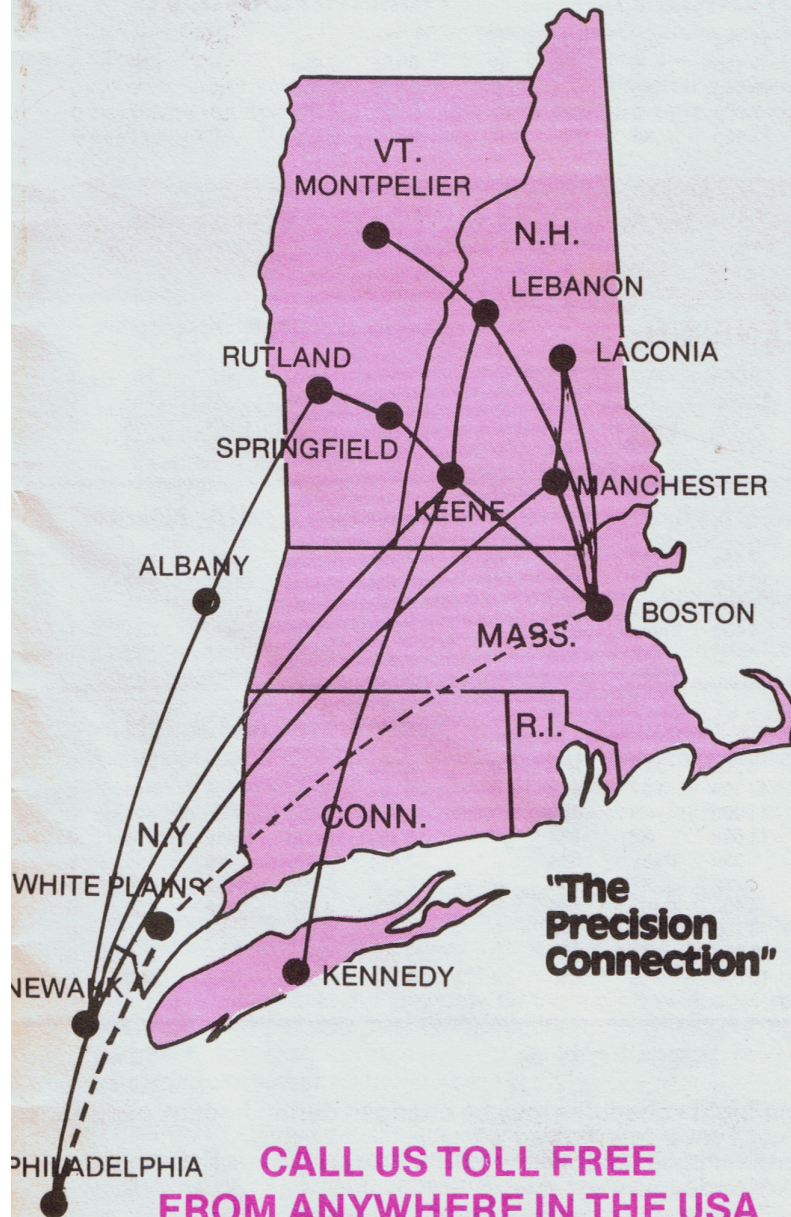 VT.
MONTPELIER
N.H.
LEBANON
LACONIA
RUTLAND
SPRINGFIELD
KEENE
MANCHESTER
ALBANY
BOSTON
MASS.
R.I.
CONN.
N.Y
WHITE PLAINS
"The
Precision
Connection"
KENNEDY
NEWARK
PHILADELPHIA
CALL US TOLL FREE
FROM ANYWHERE IN THE USA